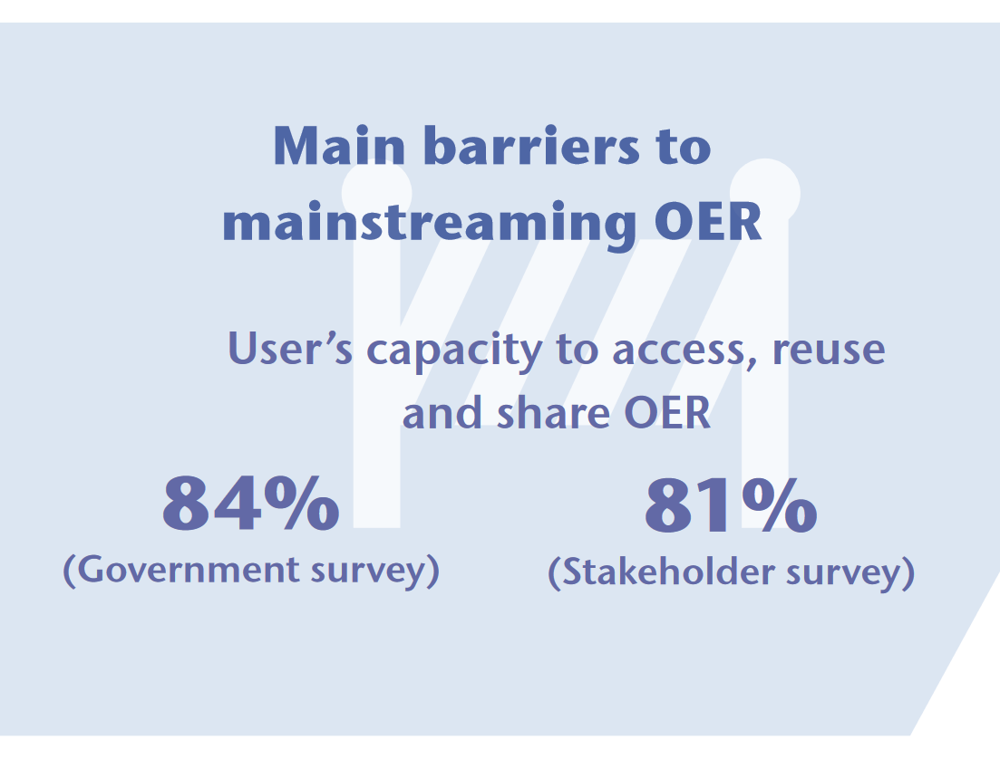 Main barriers to
mainstreaming OER
User’s capacity to access, reuse
and share OER
84%
(Government survey)
81%
(Stakeholder survey)